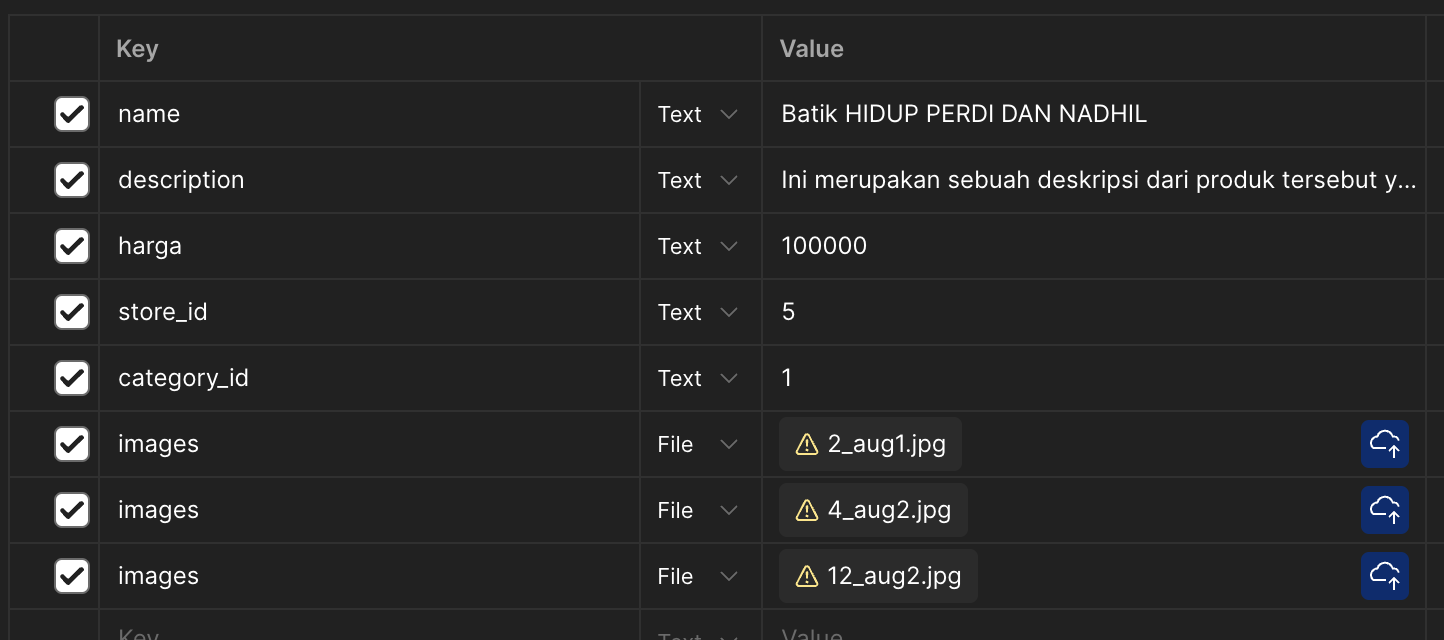 Key Value
name Text Batik HIDUP PERDI DAN NADHIL
description Text Ini merupakan sebuah deskripsi dari produk tersebut y...
harga Text 100000
store_id Text 5
category_id Text 1
images File 2_aug1.jpg
images File 4_aug2.jpg
images File 12_aug2.jpg
Key Text Value